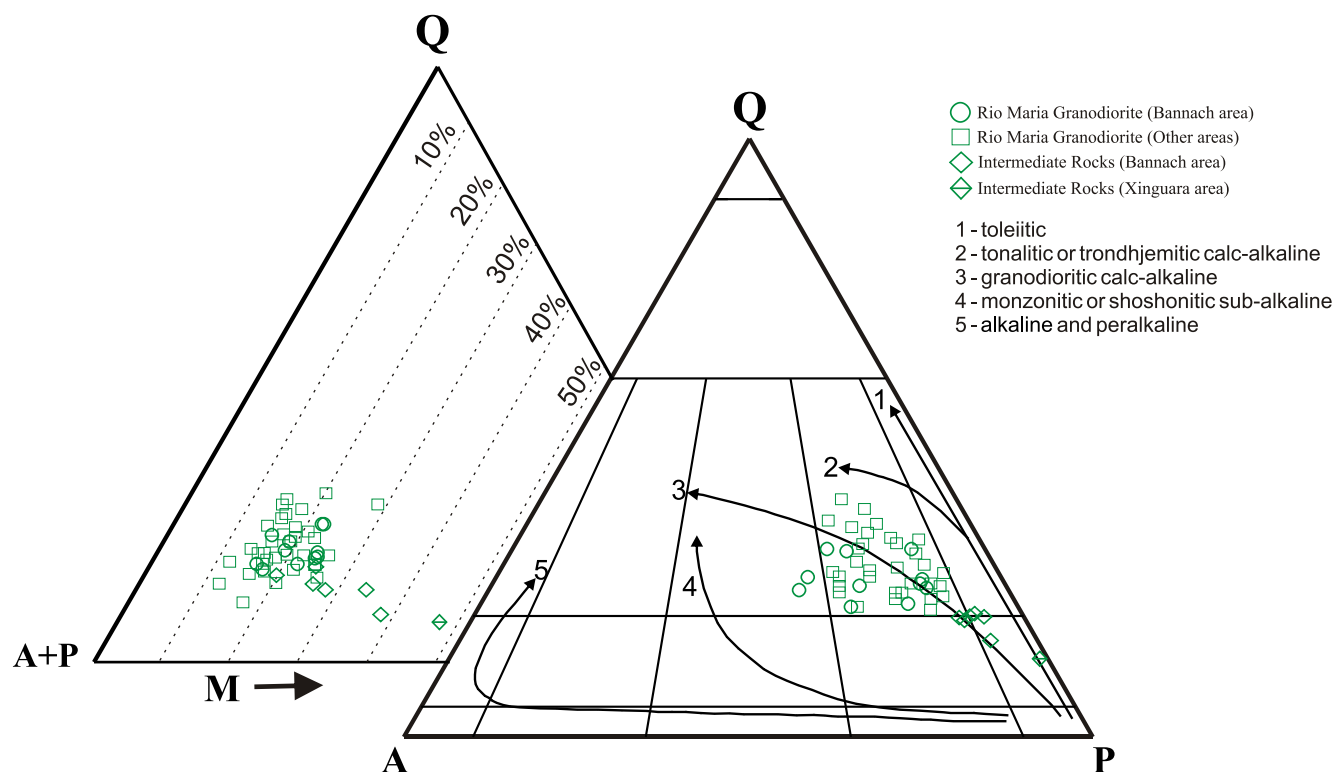 Q
10%
20%
30%
40%
50%
A+P
M
Q
1
2
3
4
5
A
P
Rio Maria Granodiorite (Bannach area)
Rio Maria Granodiorite (Other areas)
Intermediate Rocks (Bannach area)
Intermediate Rocks (Xinguara area)
1 - toleiitic
2 - tonalitic or trondhjemitic calc-alkaline
3 - granodioritic calc-alkaline
4 - monzonitic or shoshonitic sub-alkaline
5 - alkaline and peralkaline